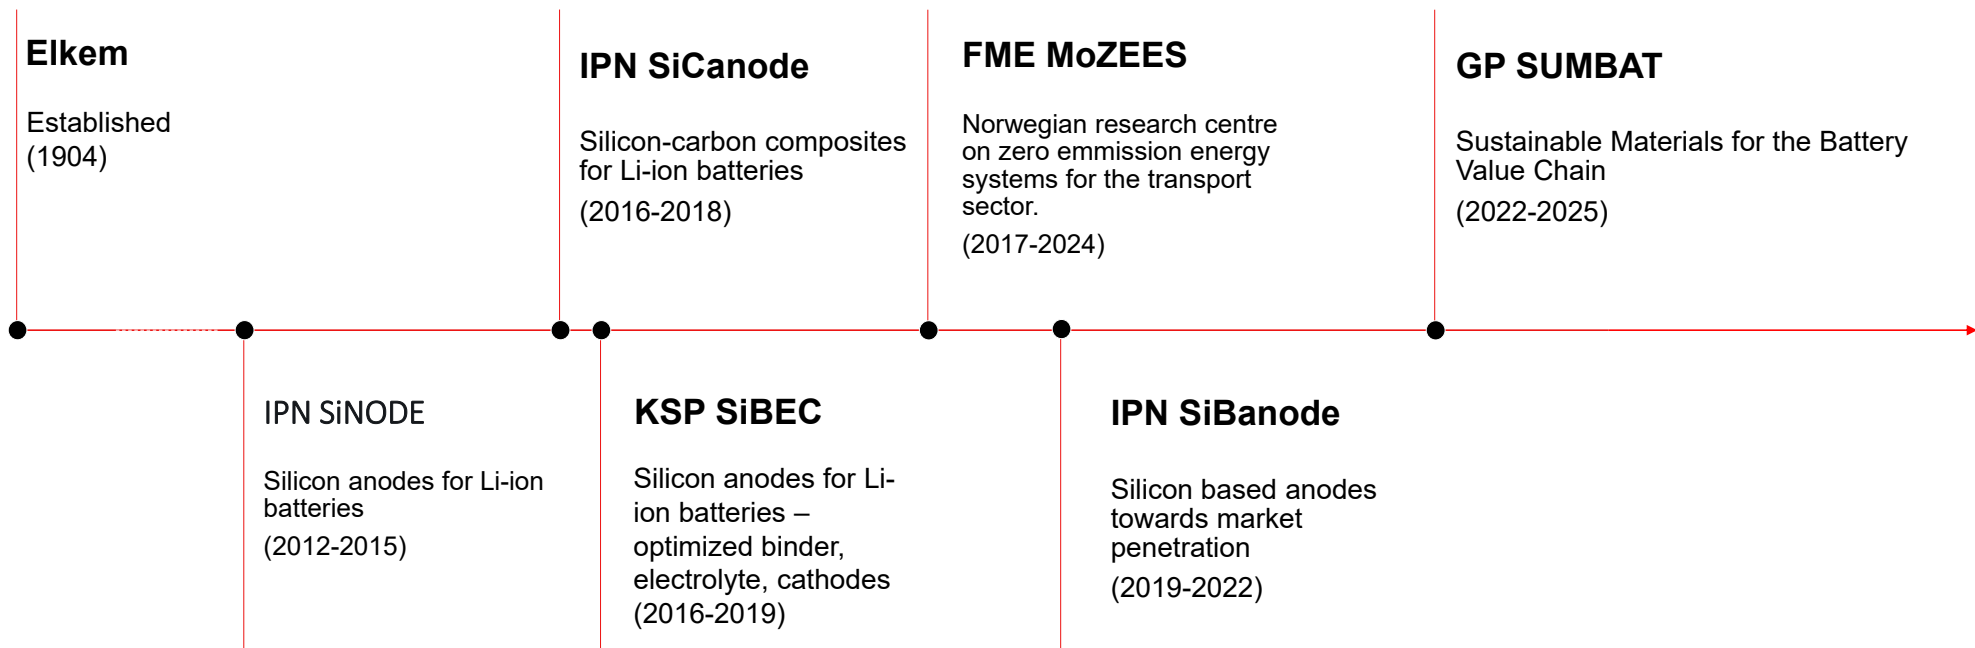 Elkem
Established
(1904)
IPN SiCanode
Silicon-carbon composites
for Li-ion batteries
(2016-2018)
FME MoZEES
Norwegian research centre
on zero emmission energy
systems for the transport
sector.
(2017-2024)
GP SUMBAT
Sustainable Materials for the Battery
Value Chain
(2022-2025)
IPN SiNODE
Silicon anodes for Li-ion
batteries
(2012-2015)
KSP SiBEC
Silicon anodes for Li-
ion batteries –
optimized binder,
electrolyte, cathodes
(2016-2019)
IPN SiBanode
Silicon based anodes
towards market
penetration
(2019-2022)